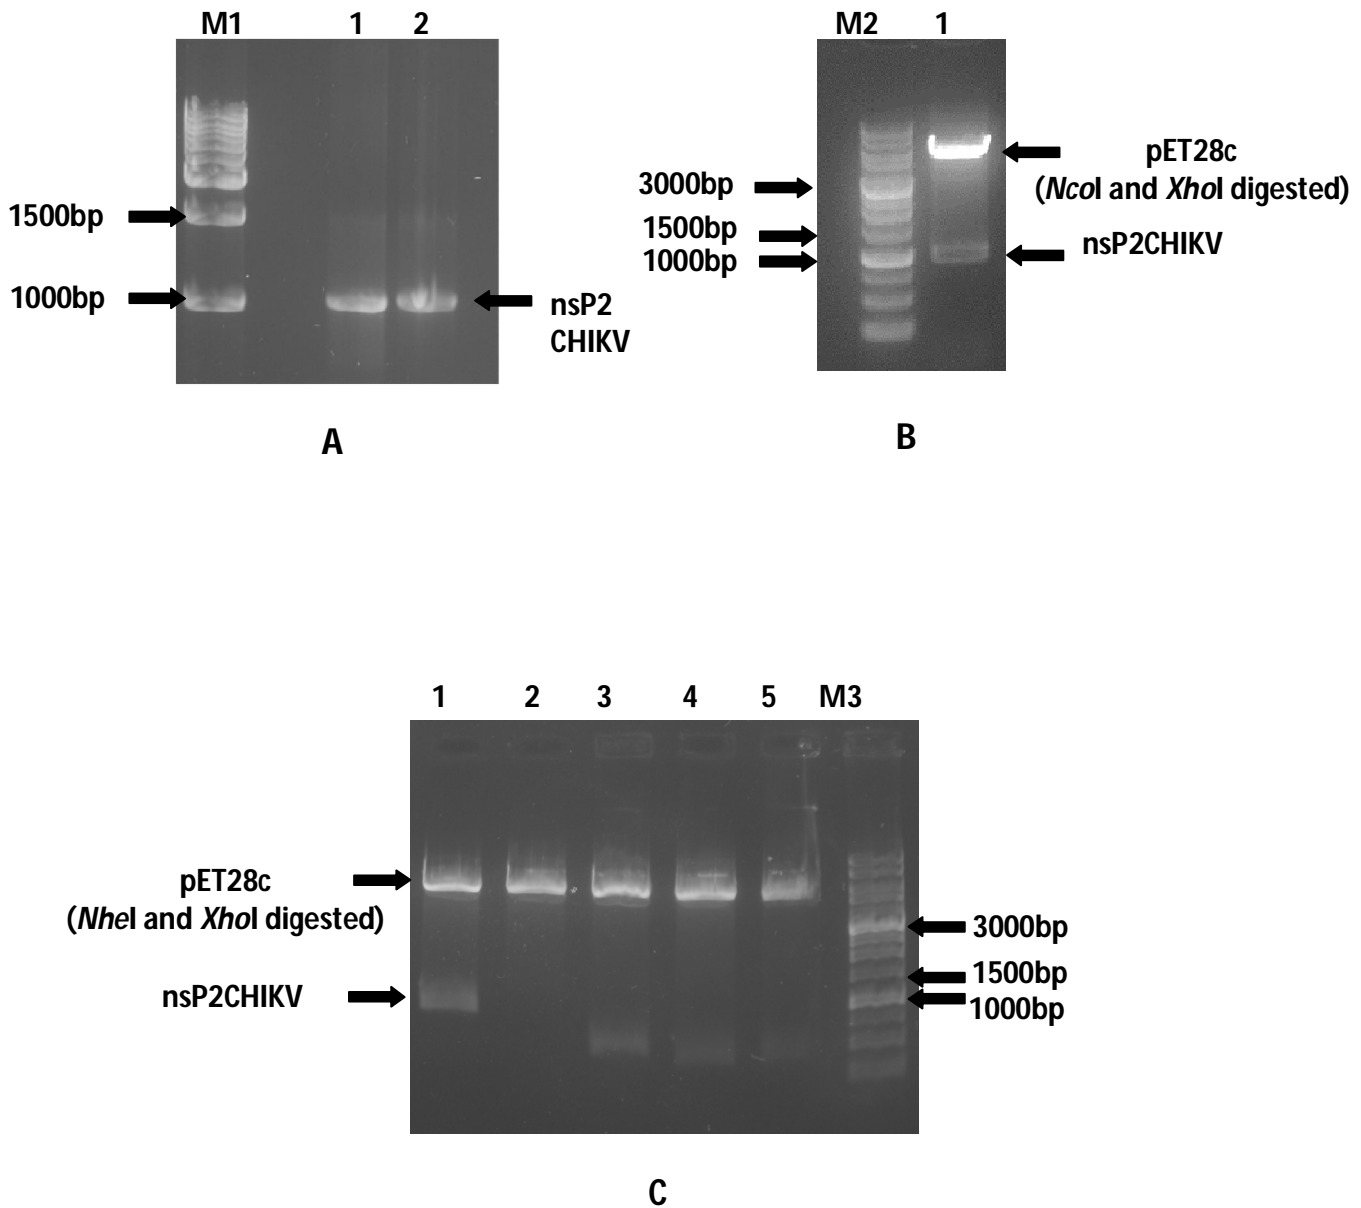 M1 1 2
1500bp
1000bp
nsP2
CHIKV
A
M2 1
3000bp
1500bp
1000bp
pET28c
(NcoI and XhoI digested)
nsP2CHIKV
B
1 2 3 4 5 M3
pET28c
(NheI and XhoI digested)
nsP2CHIKV
3000bp
1500bp
1000bp
C